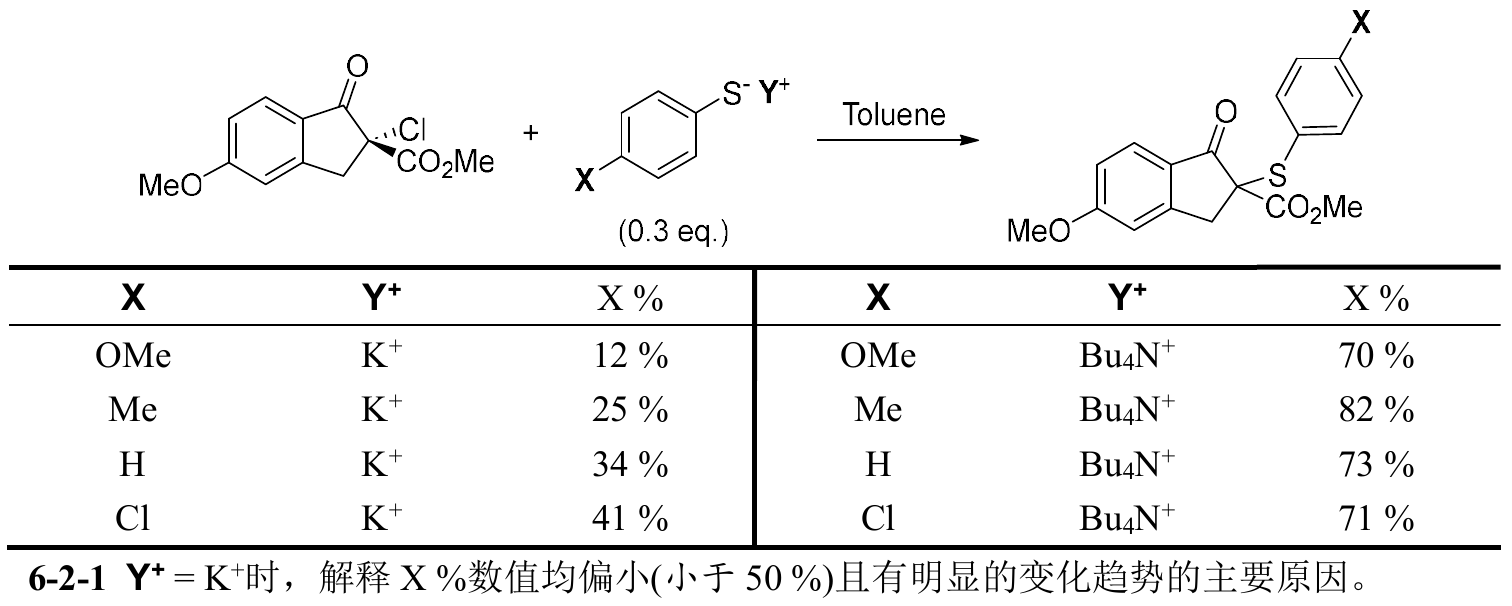 O
Cl
CO₂Me
MeO
+
S⁻ Y⁺
X
(0.3 eq.)
Toluene
X
O
S
CO₂Me
MeO
X Y⁺ X % X Y⁺ X %
OMe K⁺ 12 % OMe Bu₄N⁺ 70 %
Me K⁺ 25 % Me Bu₄N⁺ 82 %
H K⁺ 34 % H Bu₄N⁺ 73 %
Cl K⁺ 41 % Cl Bu₄N⁺ 71 %
6-2-1 Y⁺ = K⁺时，解释 X %数值均偏小(小于 50 %)且有明显的变化趋势的主要原因。